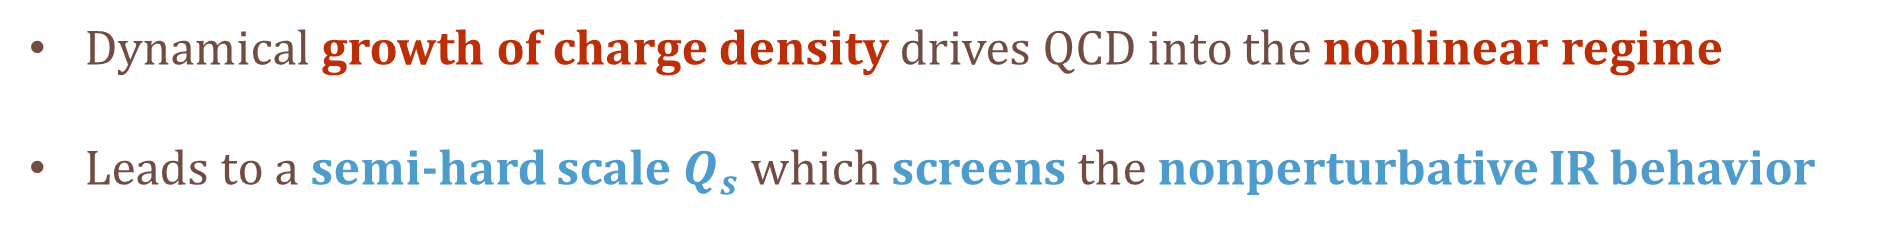 • Dynamical growth of charge density drives QCD into the nonlinear regime
• Leads to a semi-hard scale Qₛ which screens the nonperturbative IR behavior